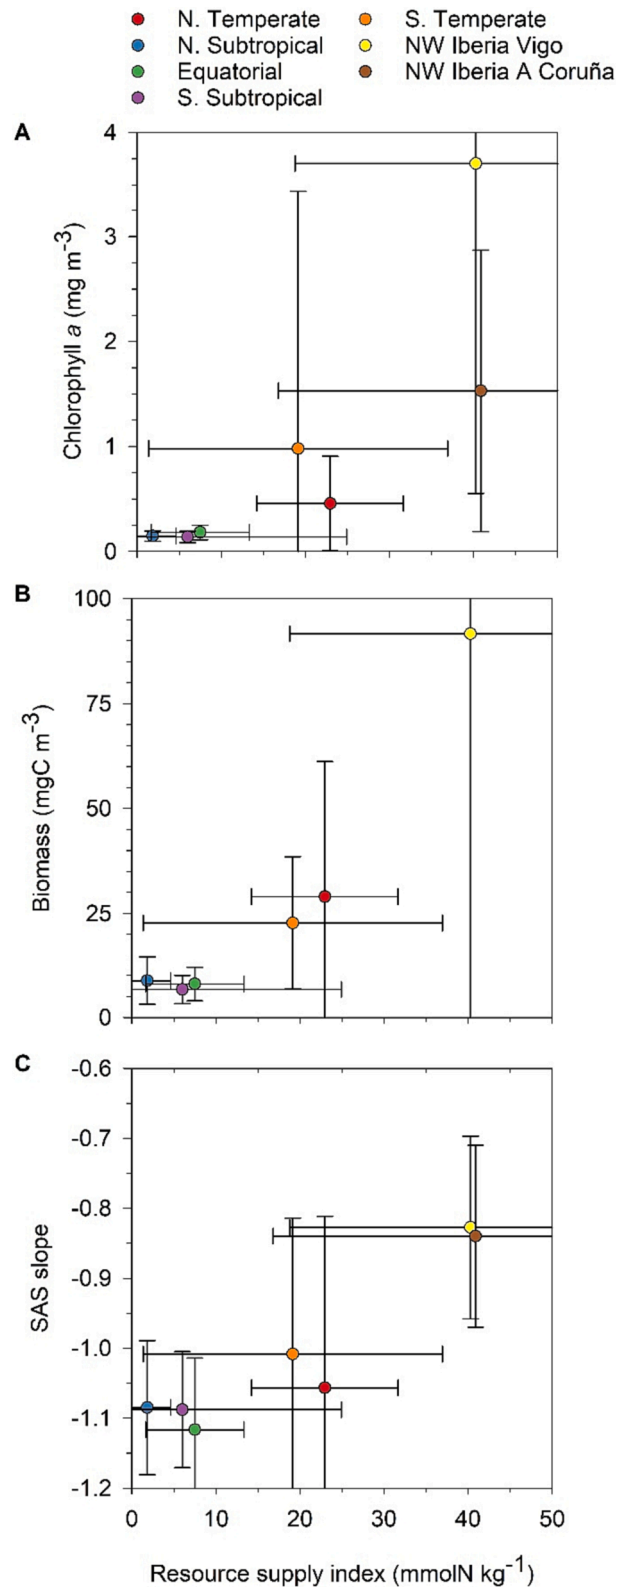 N. Temperate S. Temperate
N. Subtropical NW Iberia Vigo
Equatorial NW Iberia A Coruña
S. Subtropical
A
4
3
2
1
0
Chlorophyll a (mg m-3)
B
100
75
50
25
0
Biomass (mgC m-3)
C
-0.6
-0.7
-0.8
-0.9
-1.0
-1.1
-1.2
SAS slope
0 10 20 30 40 50
Resource supply index (mmolN kg-1)